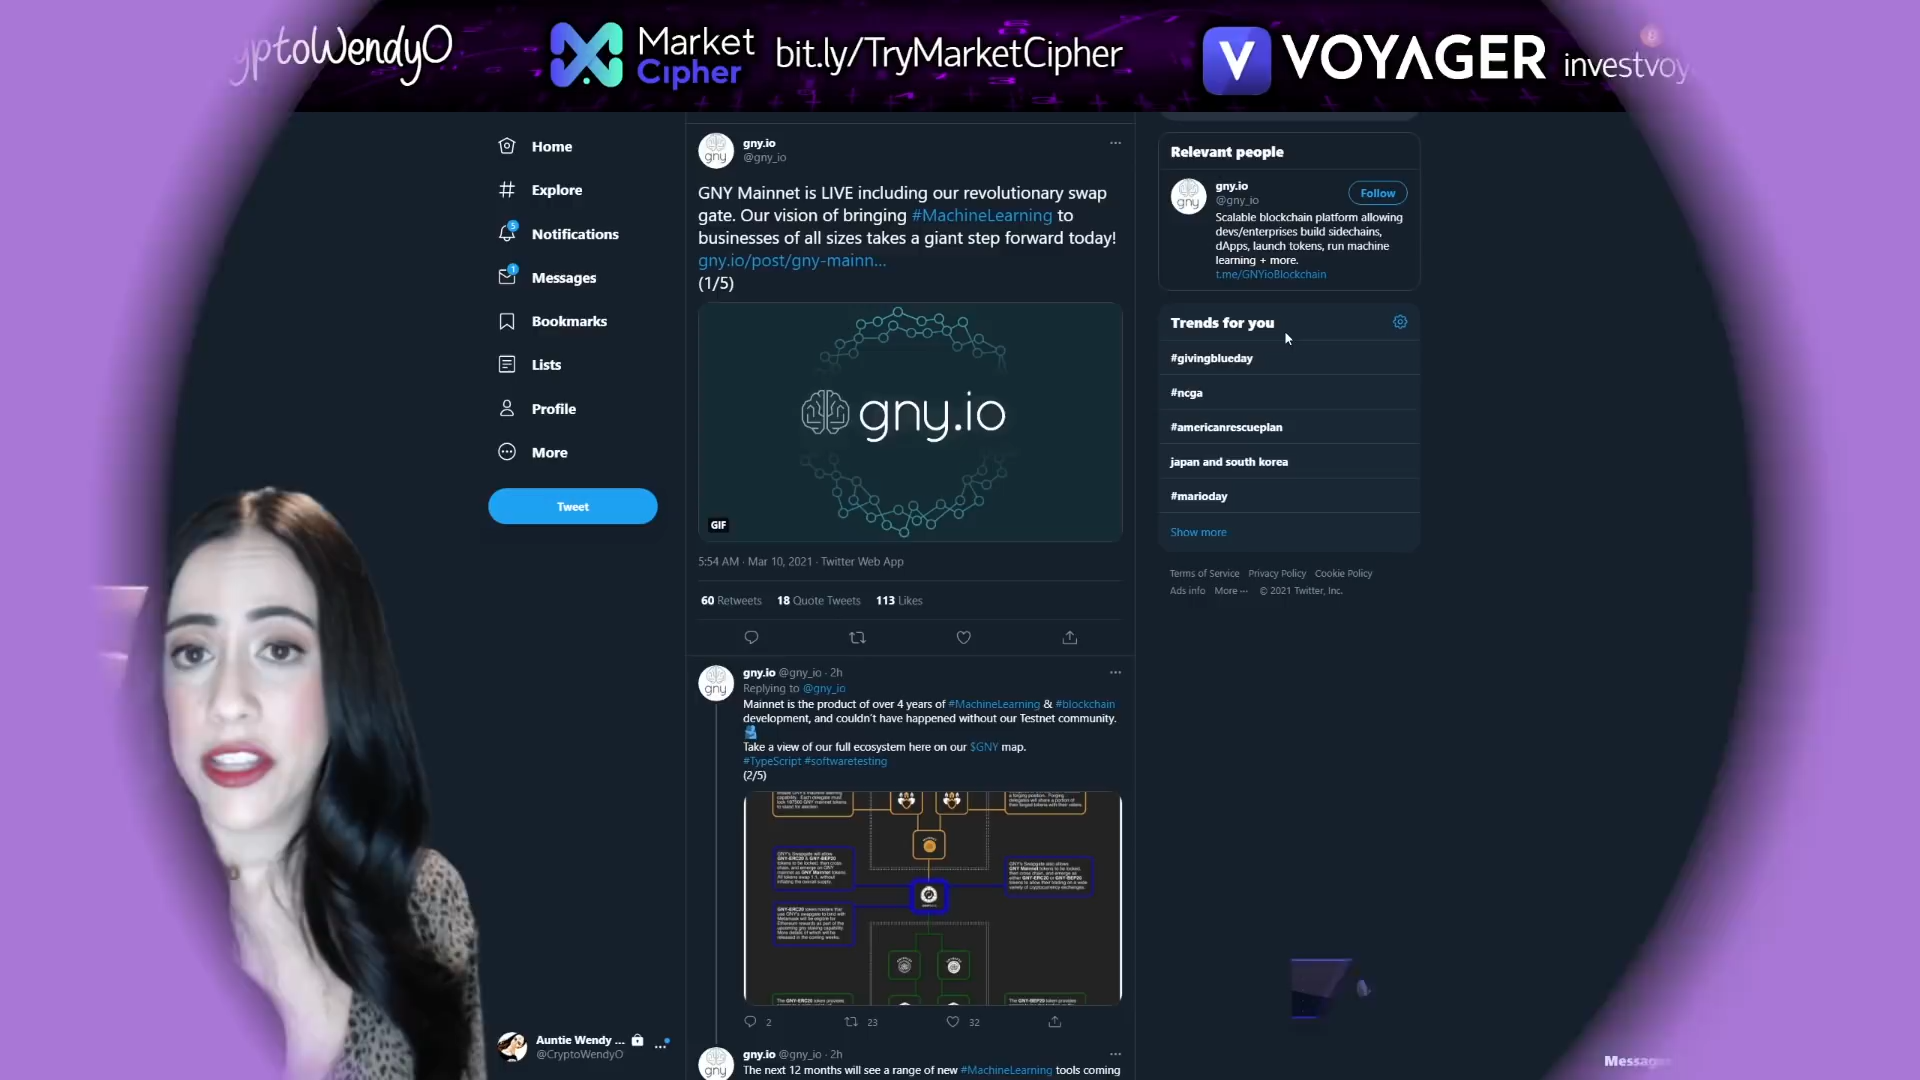 yptoWendyO
Market
Cipher
bit.ly/TryMarketCipher
VOYAGER
investvoy
Home
Explore
Notifications
5
Messages
1
Bookmarks
Lists
Profile
More
Tweet
Auntie Wendy ...
@CryptoWendyO
gny.io
@gny_io
GNY Mainnet is LIVE including our revolutionary swap
gate. Our vision of bringing #MachineLearning to
businesses of all sizes takes a giant step forward today!
gny.io/post/gny-mainn...
(1/5)
gny.io
GIF
5:54 AM · Mar 10, 2021 · Twitter Web App
60 Retweets 18 Quote Tweets 113 Likes
gny.io @gny_io · 2h
Replying to @gny_io
Mainnet is the product of over 4 years of #MachineLearning & #blockchain
development, and couldn't have happened without our Testnet community.
Take a view of our full ecosystem here on our $GNY map.
#TypeScript #softwaretesting
(2/5)
2 23 32
gny.io @gny_io · 2h
The next 12 months will see a range of new #MachineLearning tools coming
Relevant people
gny.io
@gny_io
Follow
Scalable blockchain platform allowing
devs/enterprises build sidechains,
dApps, launch tokens, run machine
learning + more.
t.me/GNYioBlockchain
Trends for you
#givingblueday
#ncga
#americanrescueplan
japan and south korea
#marioday
Show more
Terms of Service Privacy Policy Cookie Policy
Ads info More ··· © 2021 Twitter, Inc.
Messages